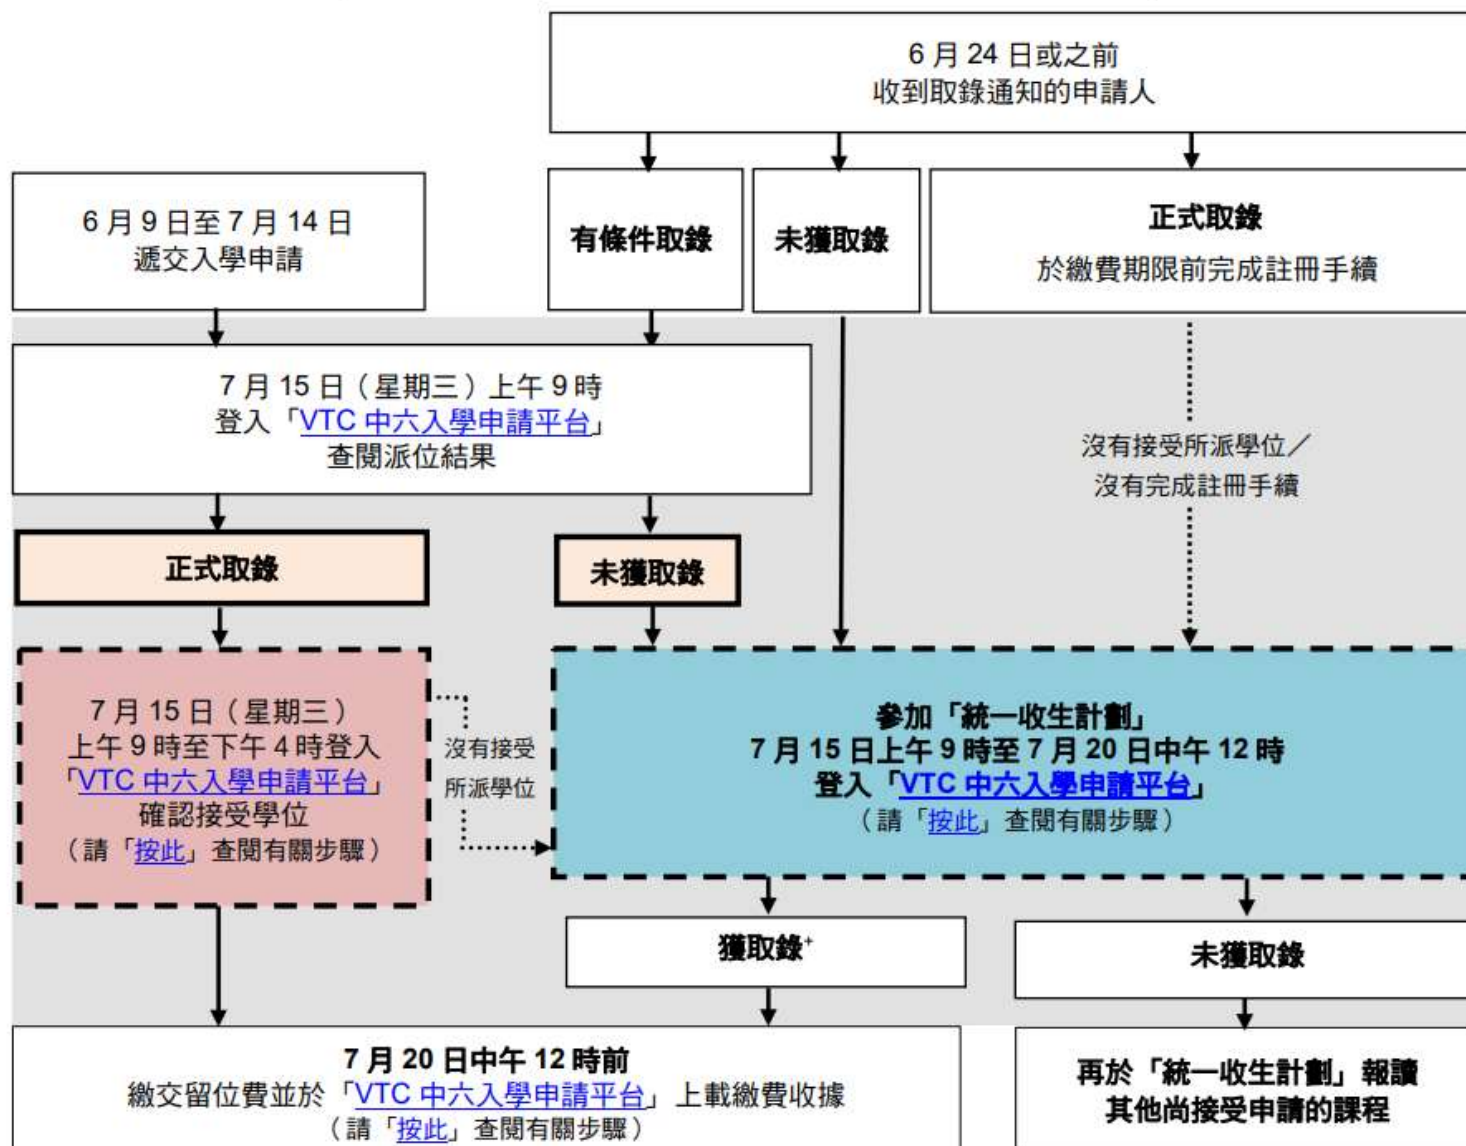 6 月 24 日或之前
收到取錄通知的申請人
6 月 9 日至 7 月 14 日
遞交入學申請
有條件取錄
未獲取錄
正式取錄
於繳費期限前完成註冊手續
7 月 15 日（星期三）上午 9 時
登入「VTC 中六入學申請平台」
查閱派位結果
沒有接受所派學位／
沒有完成註冊手續
正式取錄
未獲取錄
7 月 15 日（星期三）
上午 9 時至下午 4 時登入
「VTC 中六入學申請平台」
確認接受學位
（請「按此」查閱有關步驟）
沒有接受
所派學位
參加「統一收生計劃」
7 月 15 日上午 9 時至 7 月 20 日中午 12 時
登入「VTC 中六入學申請平台」
（請「按此」查閱有關步驟）
獲取錄+
未獲取錄
7 月 20 日中午 12 時前
繳交留位費並於「VTC 中六入學申請平台」上載繳費收據
（請「按此」查閱有關步驟）
再於「統一收生計劃」報讀
其他尚接受申請的課程